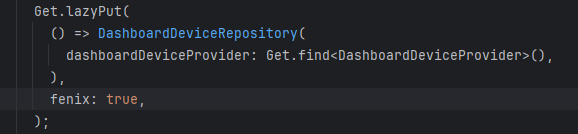 Get.lazyPut(
() => DashboardDeviceRepository(
dashboardDeviceProvider: Get.find<DashboardDeviceProvider>(),
),
fenix: true,
);